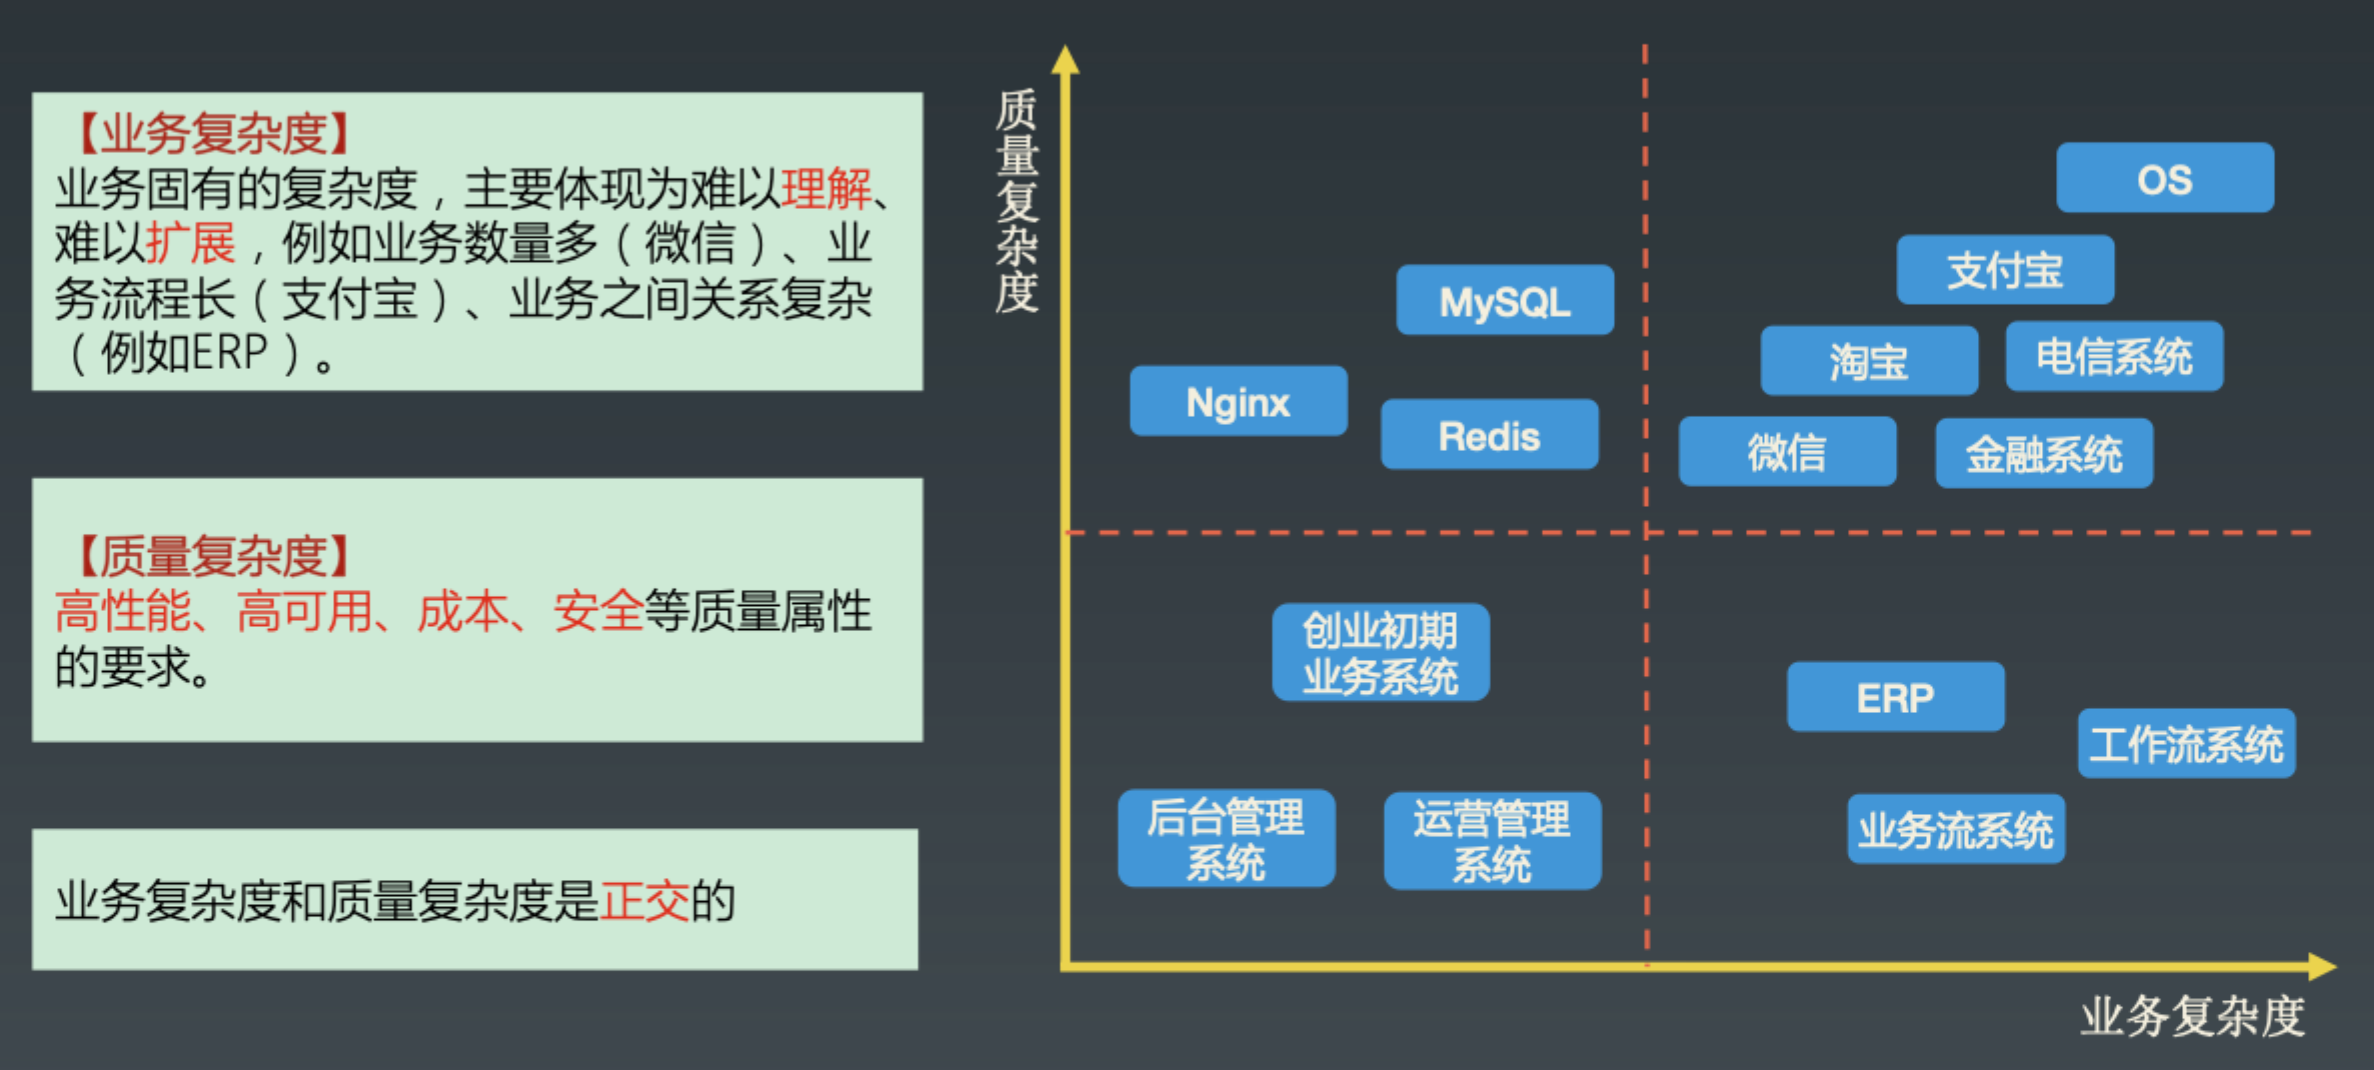 【业务复杂度】
业务固有的复杂度，主要体现为难以理解、
难以扩展，例如业务数量多（微信）、业
务流程长（支付宝）、业务之间关系复杂
（例如ERP）。
【质量复杂度】
高性能、高可用、成本、安全等质量属性
的要求。
业务复杂度和质量复杂度是正交的
质量复杂度
OS
支付宝
MySQL
淘宝
电信系统
Nginx
Redis
微信
金融系统
创业初期
业务系统
ERP
工作流系统
后台管理
系统
运营管理
系统
业务流系统
业务复杂度